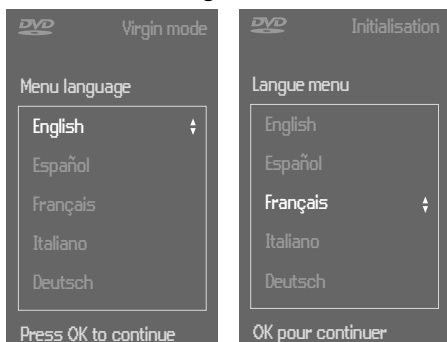 DVD Virgin mode
Menu language
English
Español
Français
Italiano
Deutsch
Press OK to continue
DVD Initialisation
Langue menu
English
Español
Français
Italiano
Deutsch
OK pour continuer